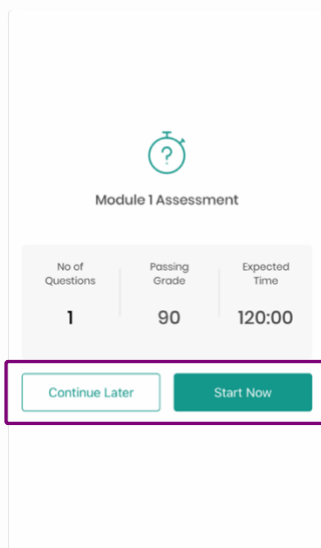 ?
Module 1 Assessment
No of Passing Expected
Questions Grade Time
1 90 120:00
Continue Later Start Now